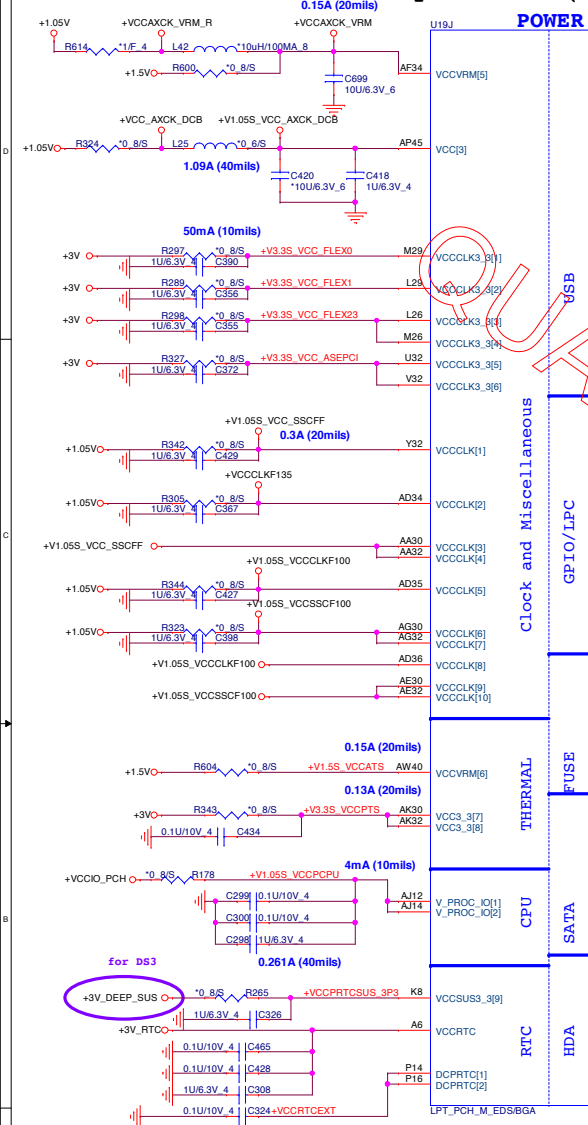 0.15A (20mils)
+1.05V +VCCAXCK_VRM_R +VCCAXCK_VRM U19J POWER
R614 *1/F_4 L42 *10uH/100MA_8
+1.5V R600 *0_8/S AF34 VCCVRM[5]
C699
10U/6.3V_6
+VCC_AXCK_DCB +V1.05S_VCC_AXCK_DCB
+1.05V R324 *0_8/S L25 *0_6/S AP45 VCC[3]
D
1.09A (40mils)
C420 C418
*10U/6.3V_6 1U/6.3V_4
50mA (10mils)
+3V R297 *0_8/S +V3.3S_VCC_FLEX0 M29 VCCCLK3_3[1]
1U/6.3V_4 C390
+3V R289 *0_8/S +V3.3S_VCC_FLEX1 L29 VCCCLK3_3[2]
1U/6.3V_4 C356
USB
+3V R298 *0_8/S +V3.3S_VCC_FLEX23 L26 VCCCLK3_3[3]
1U/6.3V_4 C355
M26 VCCCLK3_3[4]
+3V R327 *0_8/S +V3.3S_VCC_ASEPCI U32 VCCCLK3_3[5]
1U/6.3V_4 C372
V32 VCCCLK3_3[6]
QU
+V1.05S_VCC_SSCFF
0.3A (20mils)
+1.05V R342 *0_8/S Y32 VCCCLK[1]
1U/6.3V_4 C429
+VCCCLKF135
+1.05V R305 *0_8/S AD34 VCCCLK[2]
1U/6.3V_4 C367
Clock and Miscellaneous
GPIO/LPC
C
+V1.05S_VCC_SSCFF AA30 VCCCLK[3]
AA32 VCCCLK[4]
+V1.05S_VCCCLKF100
+1.05V R344 *0_8/S AD35 VCCCLK[5]
1U/6.3V_4 C427
+V1.05S_VCCSSCF100
+1.05V R323 *0_8/S AG30 VCCCLK[6]
1U/6.3V_4 C398 AG32 VCCCLK[7]
+V1.05S_VCCCLKF100 AD36 VCCCLK[8]
AE30 VCCCLK[9]
+V1.05S_VCCSSCF100 AE32 VCCCLK[10]
0.15A (20mils)
+1.5V R604 *0_8/S +V1.5S_VCCATS AW40 VCCVRM[6]
FUSE
0.13A (20mils)
+3V R343 *0_8/S +V3.3S_VCCPTS AK30 VCC3_3[7]
AK32 VCC3_3[8]
0.1U/10V_4 C434
THERMAL
4mA (10mils)
+VCCIO_PCH *0_8/S R178 +V1.05S_VCCPCPU
C299 0.1U/10V_4 AJ12 V_PROC_IO[1]
AJ14 V_PROC_IO[2]
C300 0.1U/10V_4
C298 1U/6.3V_4
CPU
SATA
B
for DS3
0.261A (40mils)
+3V_DEEP_SUS *0_8/S R265 +VCCPRTCSUS_3P3 K8 VCCSUS3_3[9]
1U/6.3V_4 C326
+3V_RTC A6 VCCRTC
0.1U/10V_4 C465
RTC
HDA
0.1U/10V_4 C428 P14 DCPRTC[1]
P16 DCPRTC[2]
1U/6.3V_4 C308
0.1U/10V_4 C324 +VCCRTCEXT
LPT_PCH_M_EDS/BGA